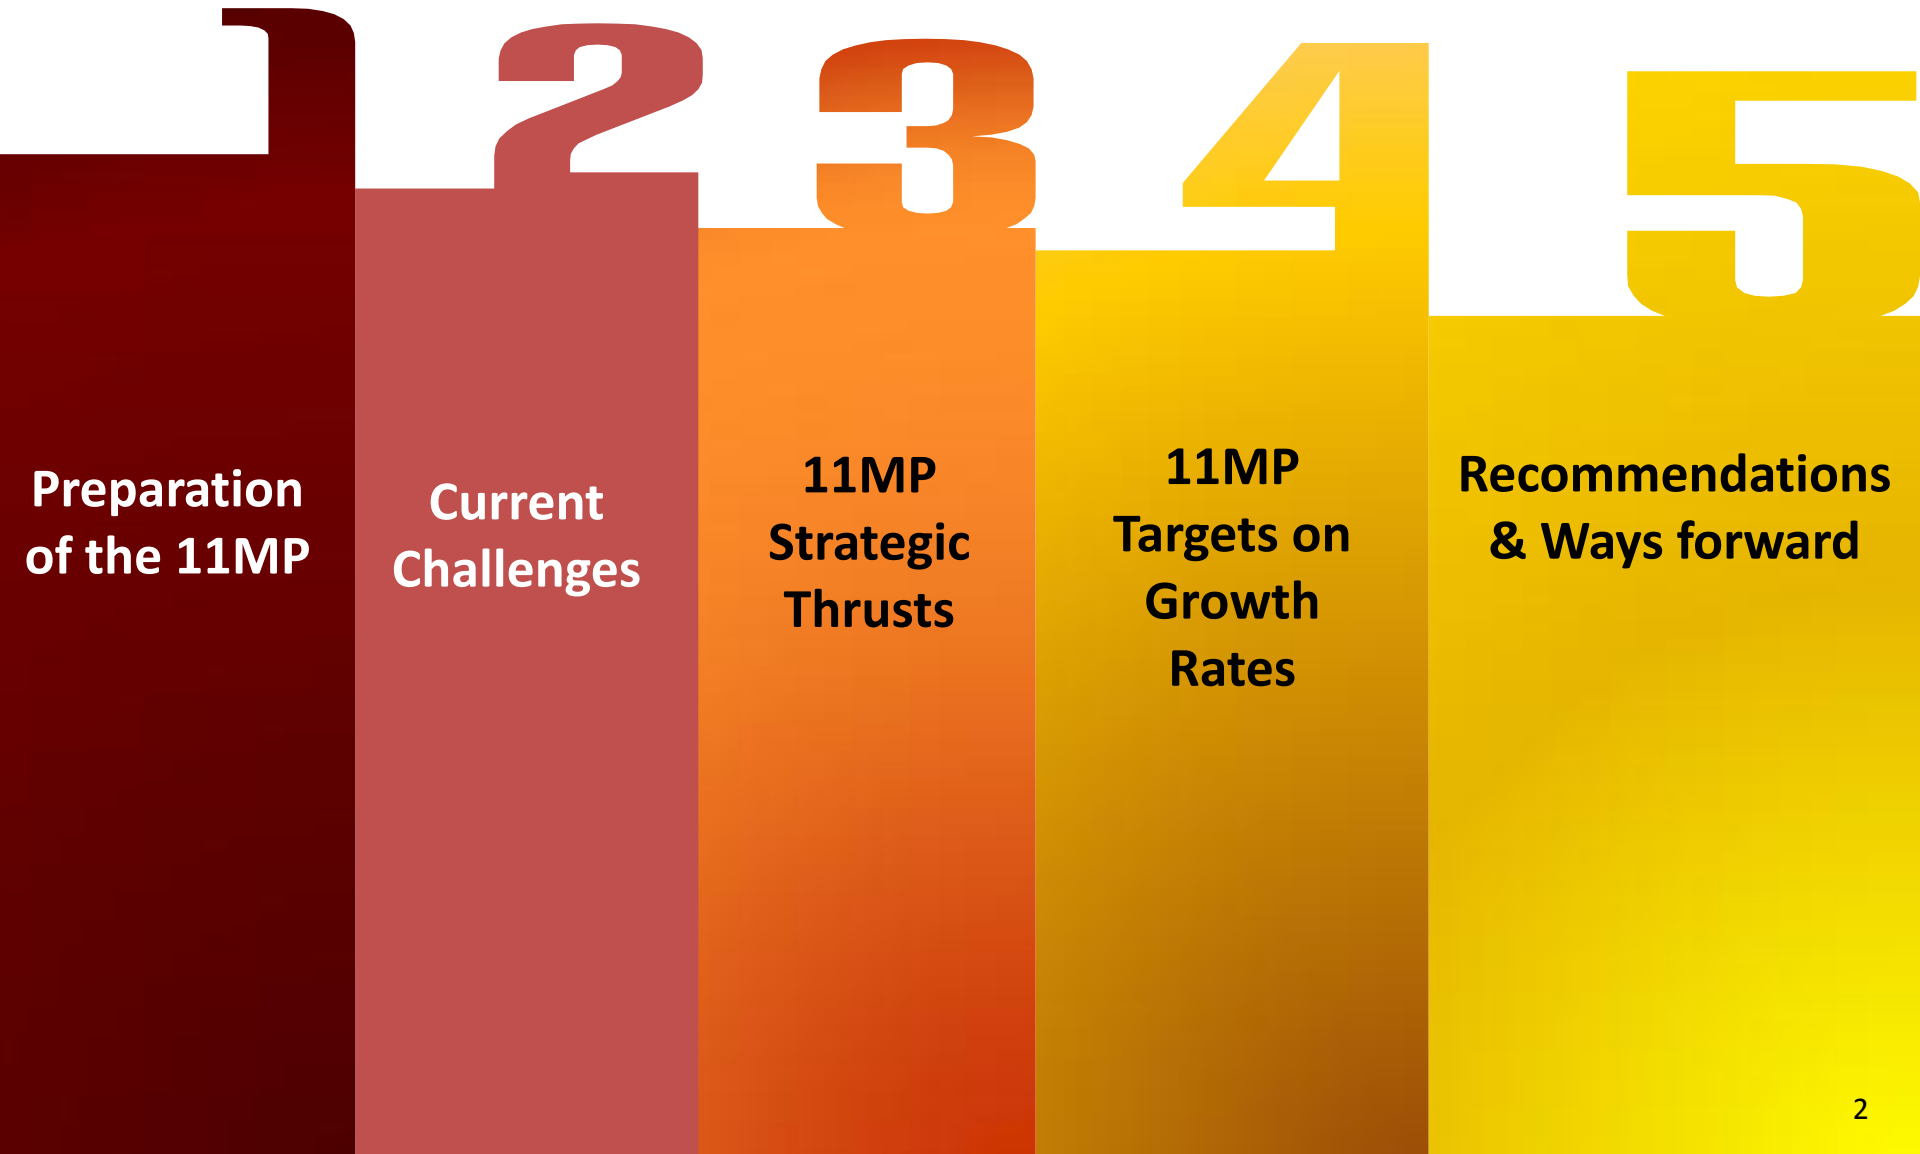 1
Preparation
of the 11MP
2
Current
Challenges
3
11MP
Strategic
Thrusts
4
11MP
Targets on
Growth
Rates
5
Recommendations
& Ways forward
2